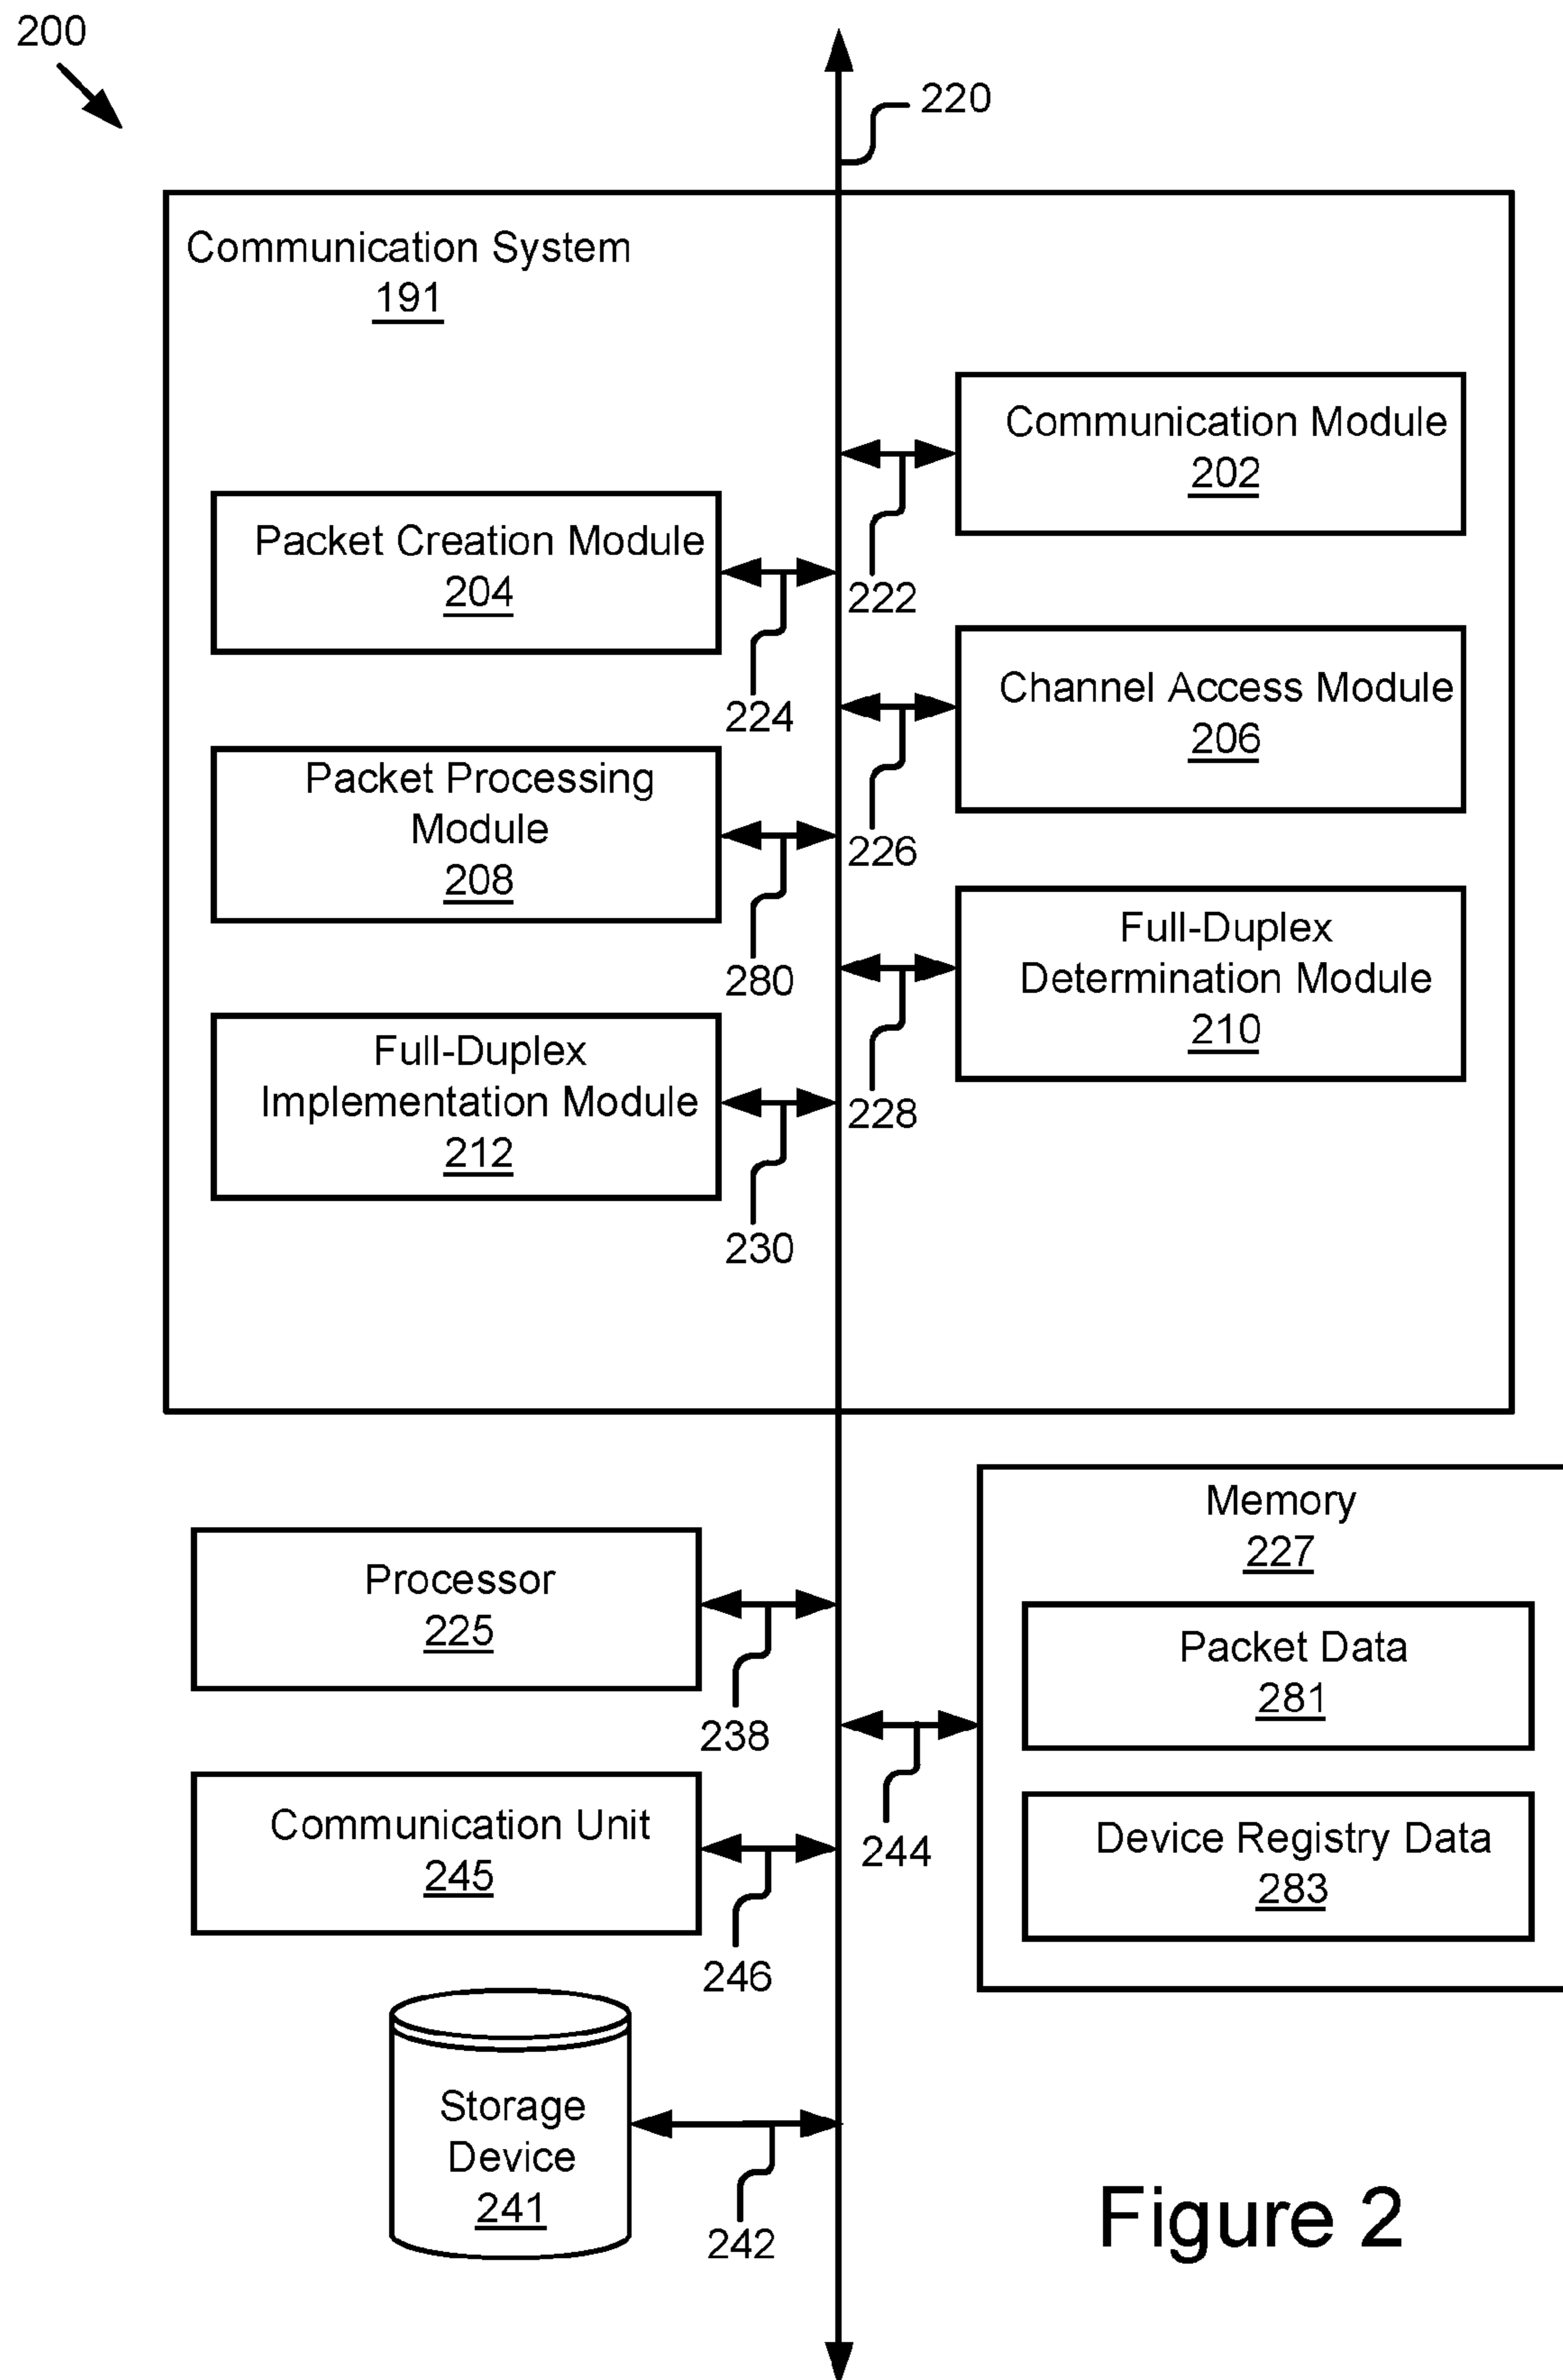 200
220
Communication System
191
Communication Module
202
Packet Creation Module
204
222
224
Channel Access Module
206
Packet Processing
Module
208
226
280
Full-Duplex
Determination Module
210
Full-Duplex
Implementation Module
212
228
230
Memory
227
Processor
225
Packet Data
281
238
Communication Unit
245
244
Device Registry Data
283
246
Storage
Device
241
242
Figure 2